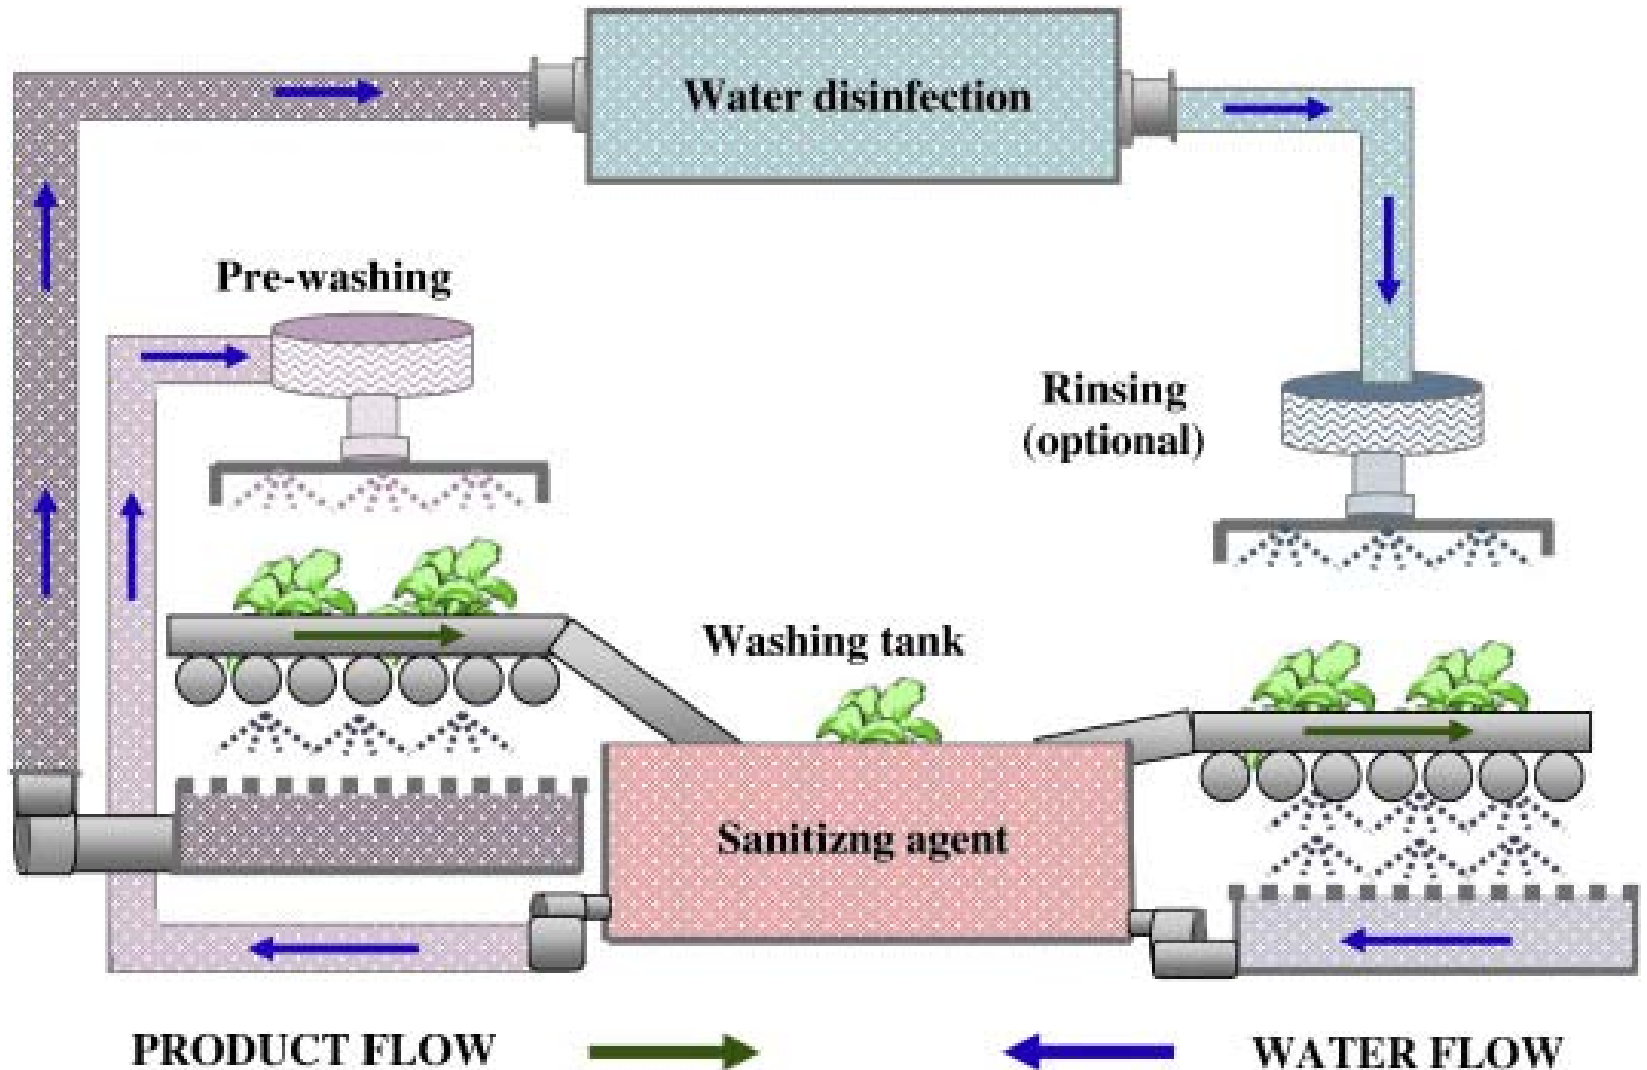 Water disinfection
Pre-washing
Rinsing
(optional)
Washing tank
Sanitizng agent
PRODUCT FLOW
WATER FLOW